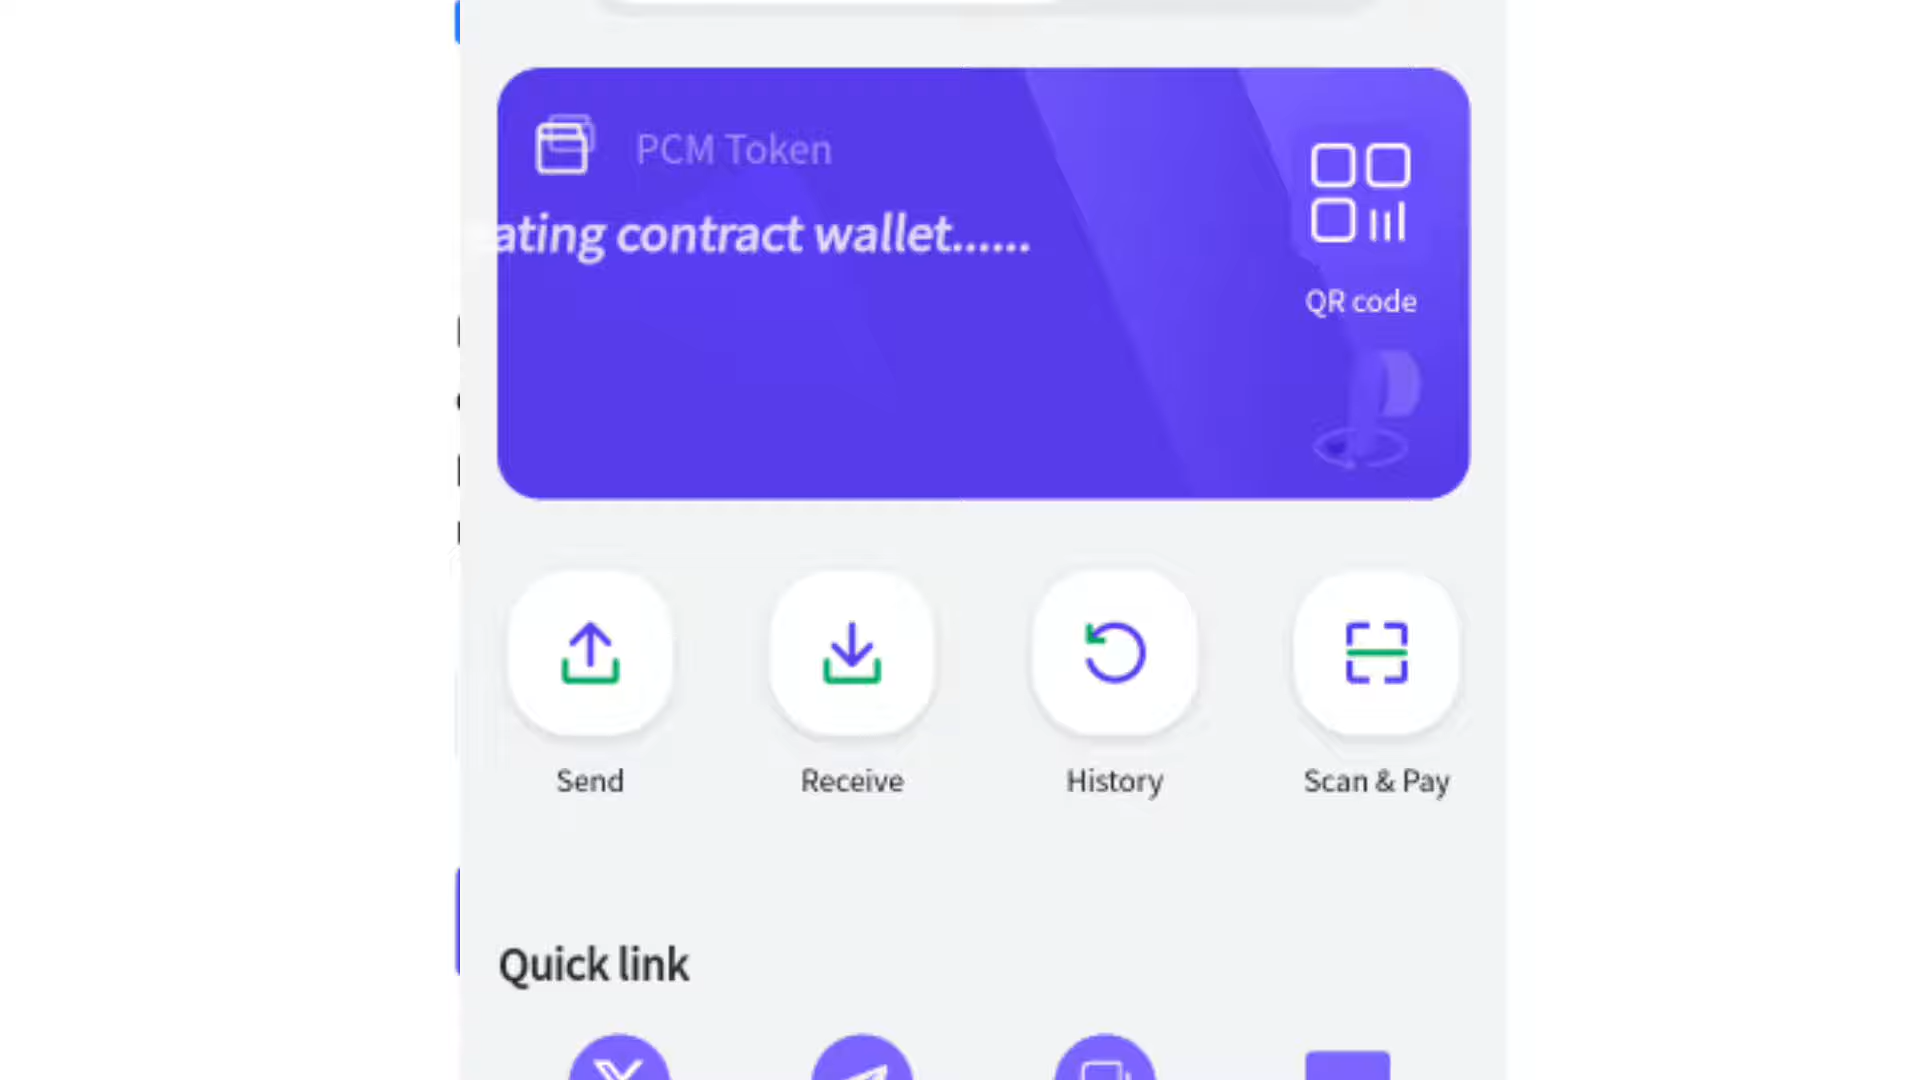 PCM Token
ating contract wallet......
QR code
Send
Receive
History
Scan & Pay
Quick link